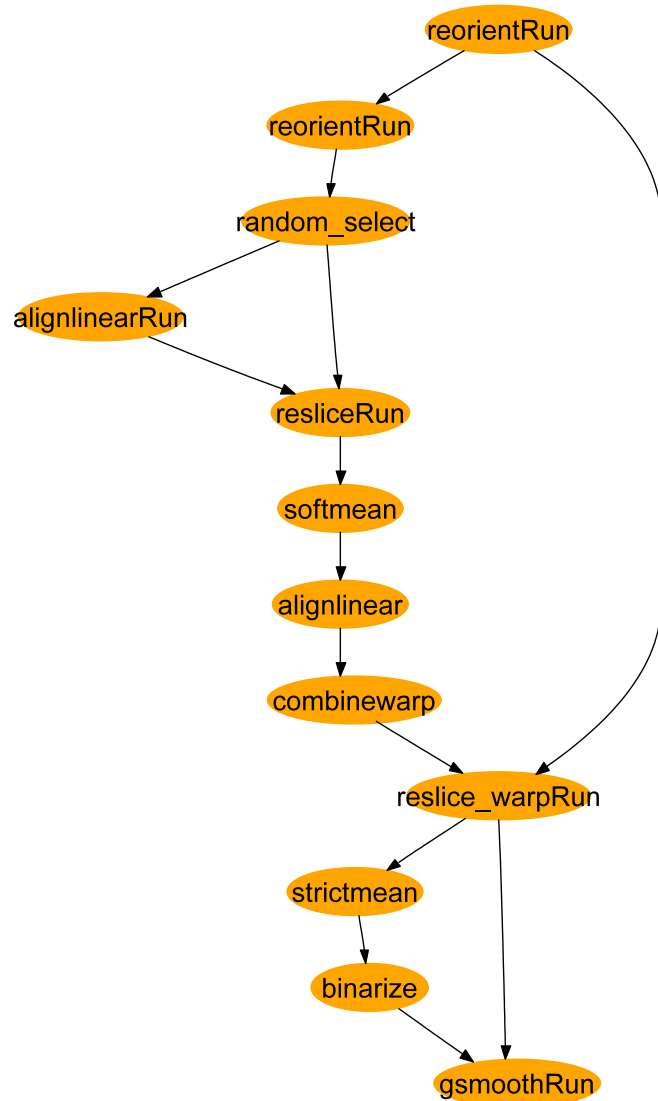 reorientRun
reorientRun
random_select
alignlinearRun
resliceRun
softmean
alignlinear
combinewarp
reslice_warpRun
strictmean
binarize
gsmoothRun